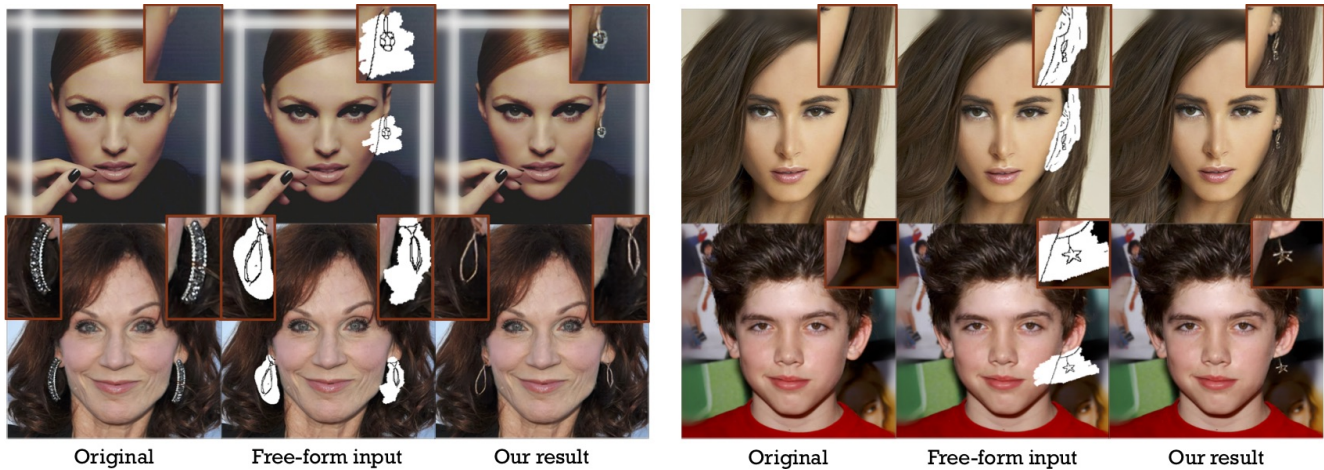 Original
Free-form input
Our result
Original
Free-form input
Our result